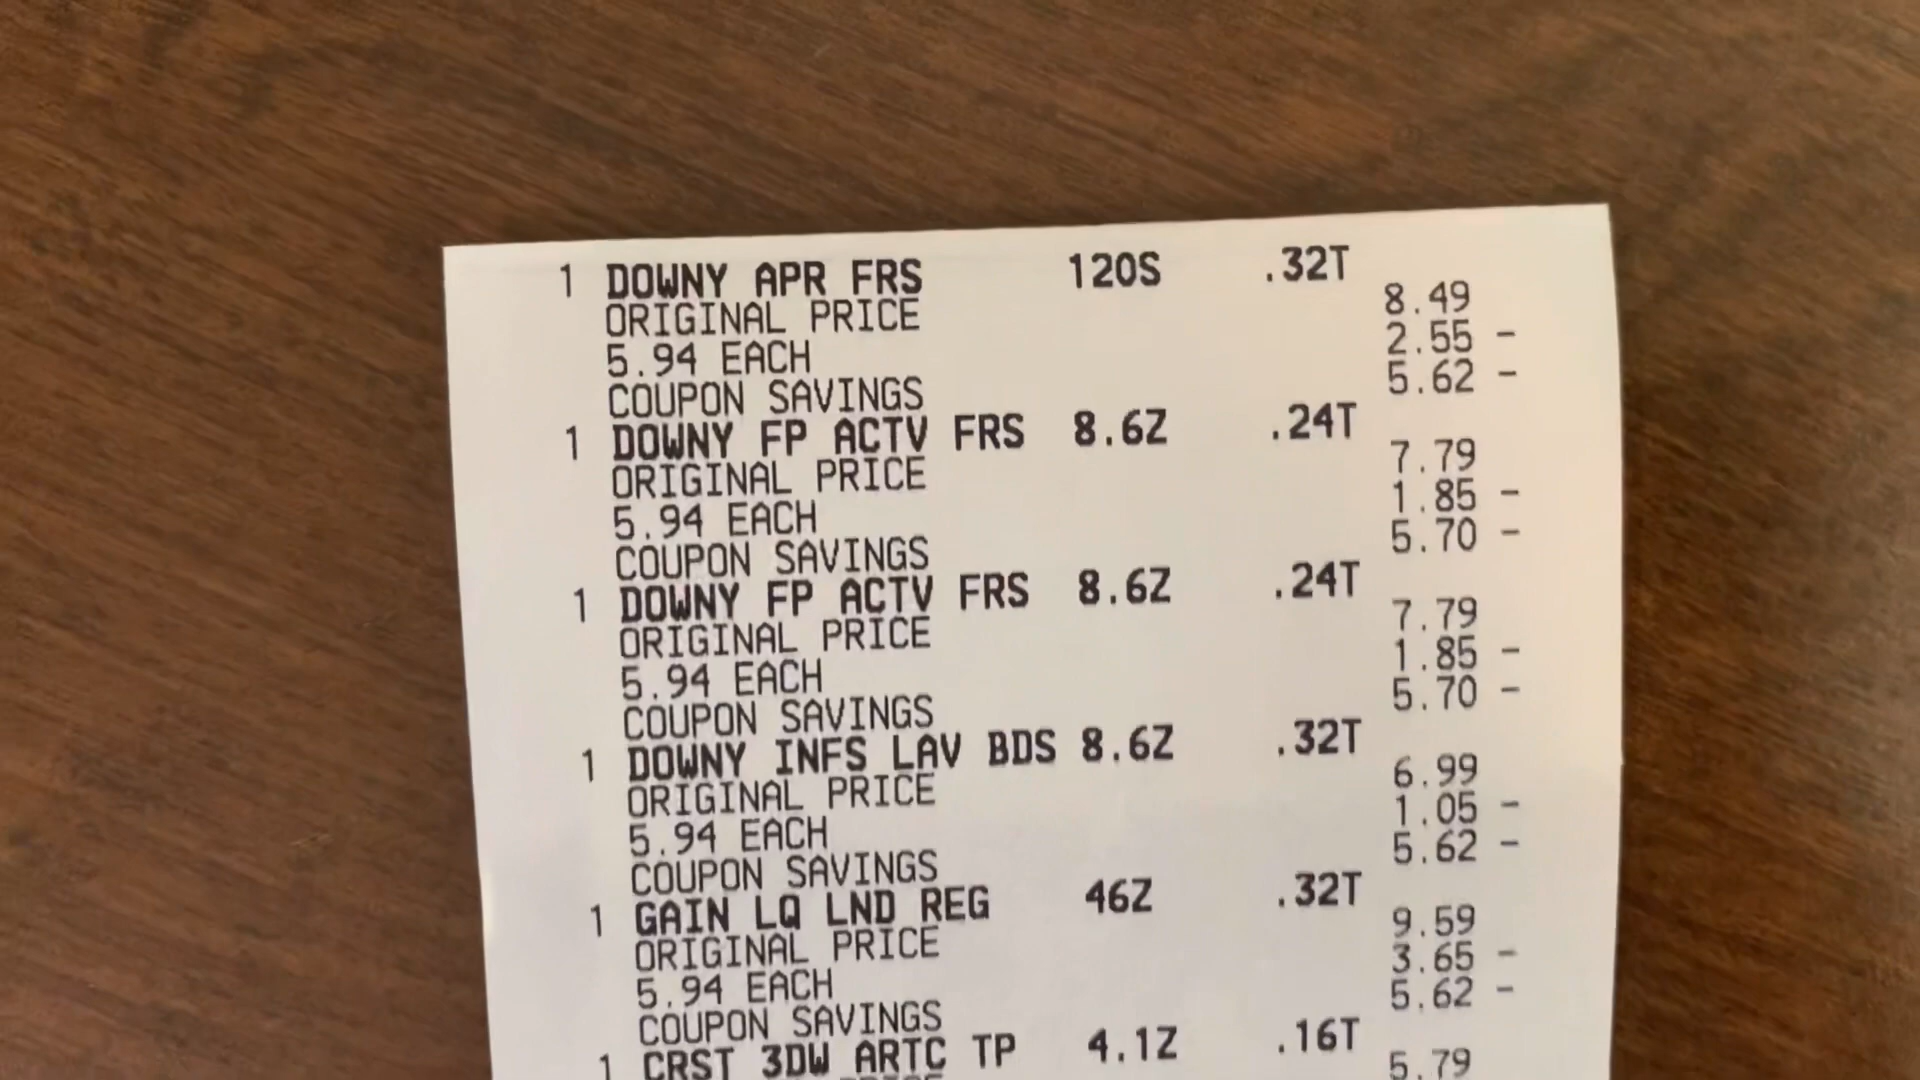 1 DOWNY APR FRS 120S .32T
ORIGINAL PRICE 8.49
5.94 EACH 2.55 -
COUPON SAVINGS 5.62 -
1 DOWNY FP ACTV FRS 8.6Z .24T
ORIGINAL PRICE 7.79
5.94 EACH 1.85 -
COUPON SAVINGS 5.70 -
1 DOWNY FP ACTV FRS 8.6Z .24T
ORIGINAL PRICE 7.79
5.94 EACH 1.85 -
COUPON SAVINGS 5.70 -
1 DOWNY INFS LAV BDS 8.6Z .32T
ORIGINAL PRICE 6.99
5.94 EACH 1.05 -
COUPON SAVINGS 5.62 -
1 GAIN LQ LND REG 46Z .32T
ORIGINAL PRICE 9.59
5.94 EACH 3.65 -
COUPON SAVINGS 5.62 -
1 CRST 3DW ARTC TP 4.1Z .16T
PRICE 5.79